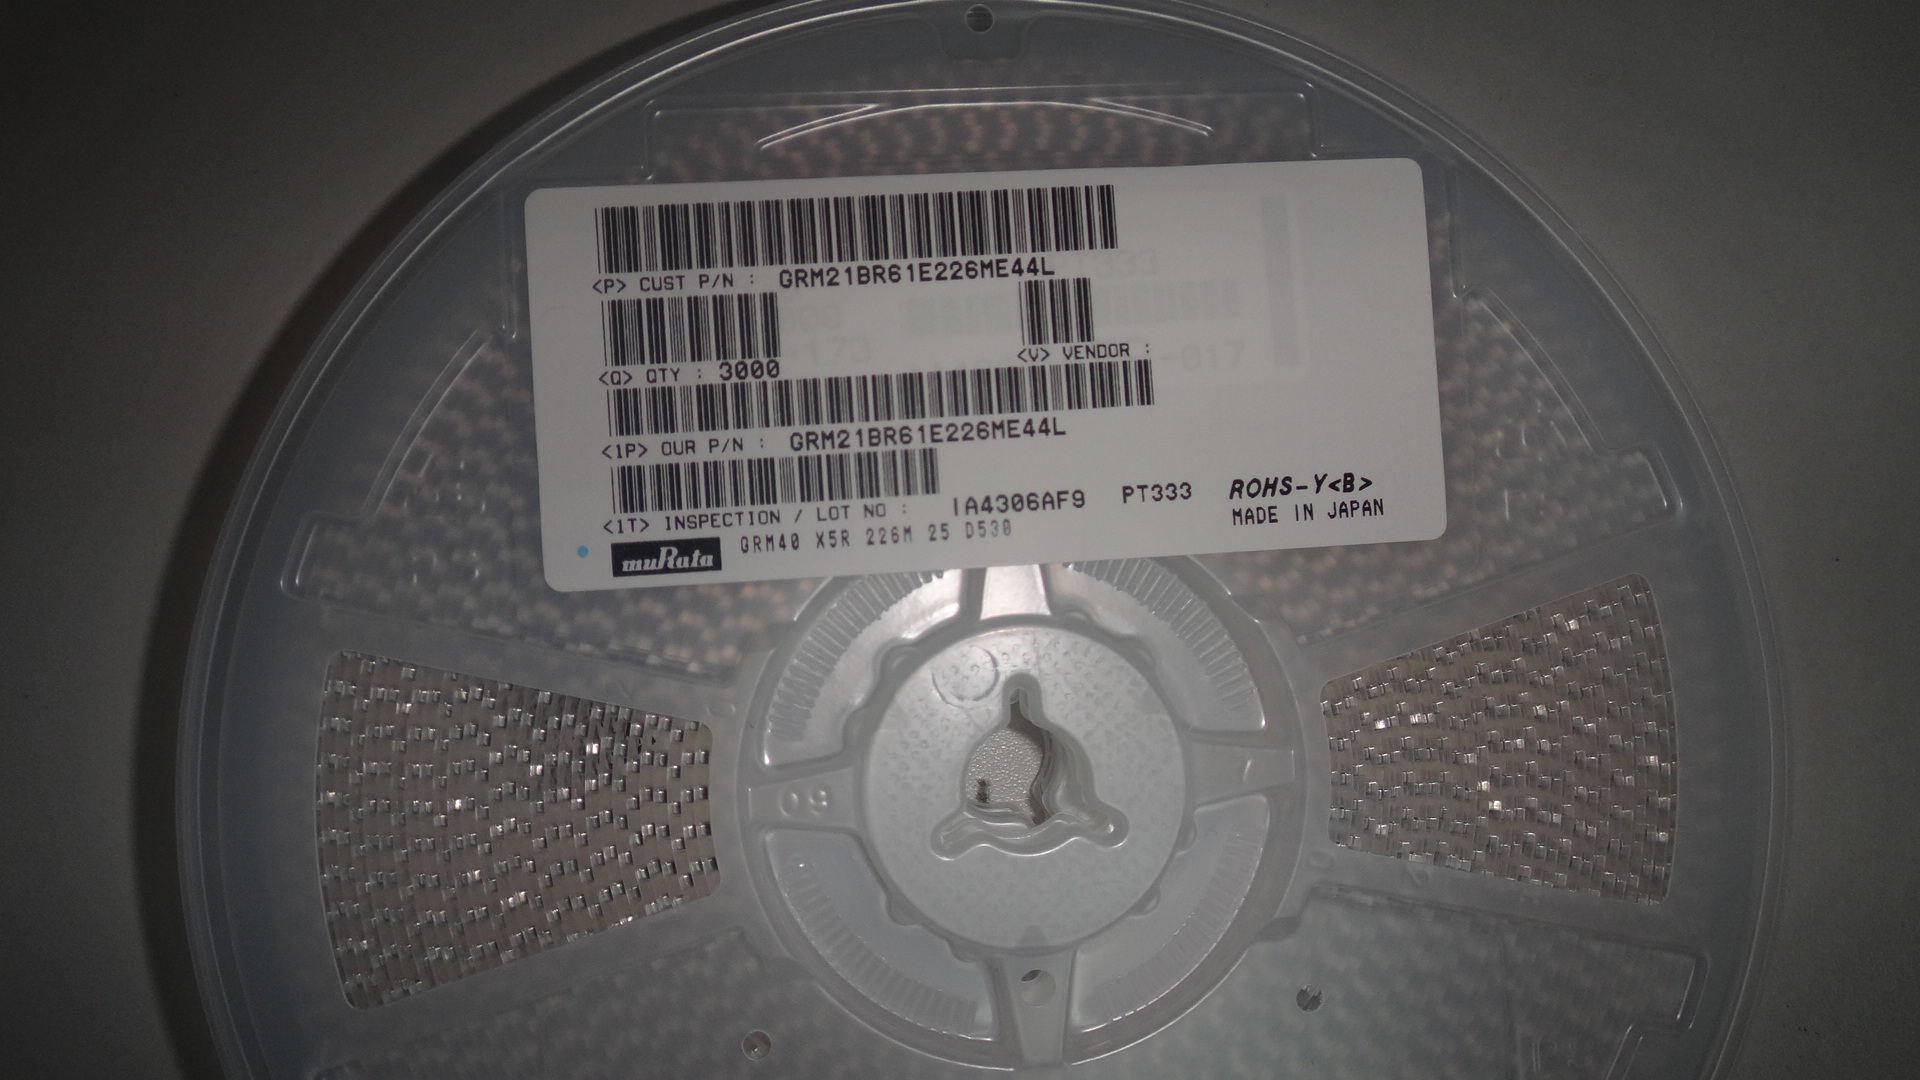 <P> CUST P/N : GRM21BR61E226ME44L
<Q> QTY : 3000
<V> VENDOR :
<1P> OUR P/N : GRM21BR61E226ME44L
<1T> INSPECTION / LOT NO : IA4306AF9 PT333 ROHS-Y<B>
MADE IN JAPAN
muRata GRM40 X5R 226M 25 D530